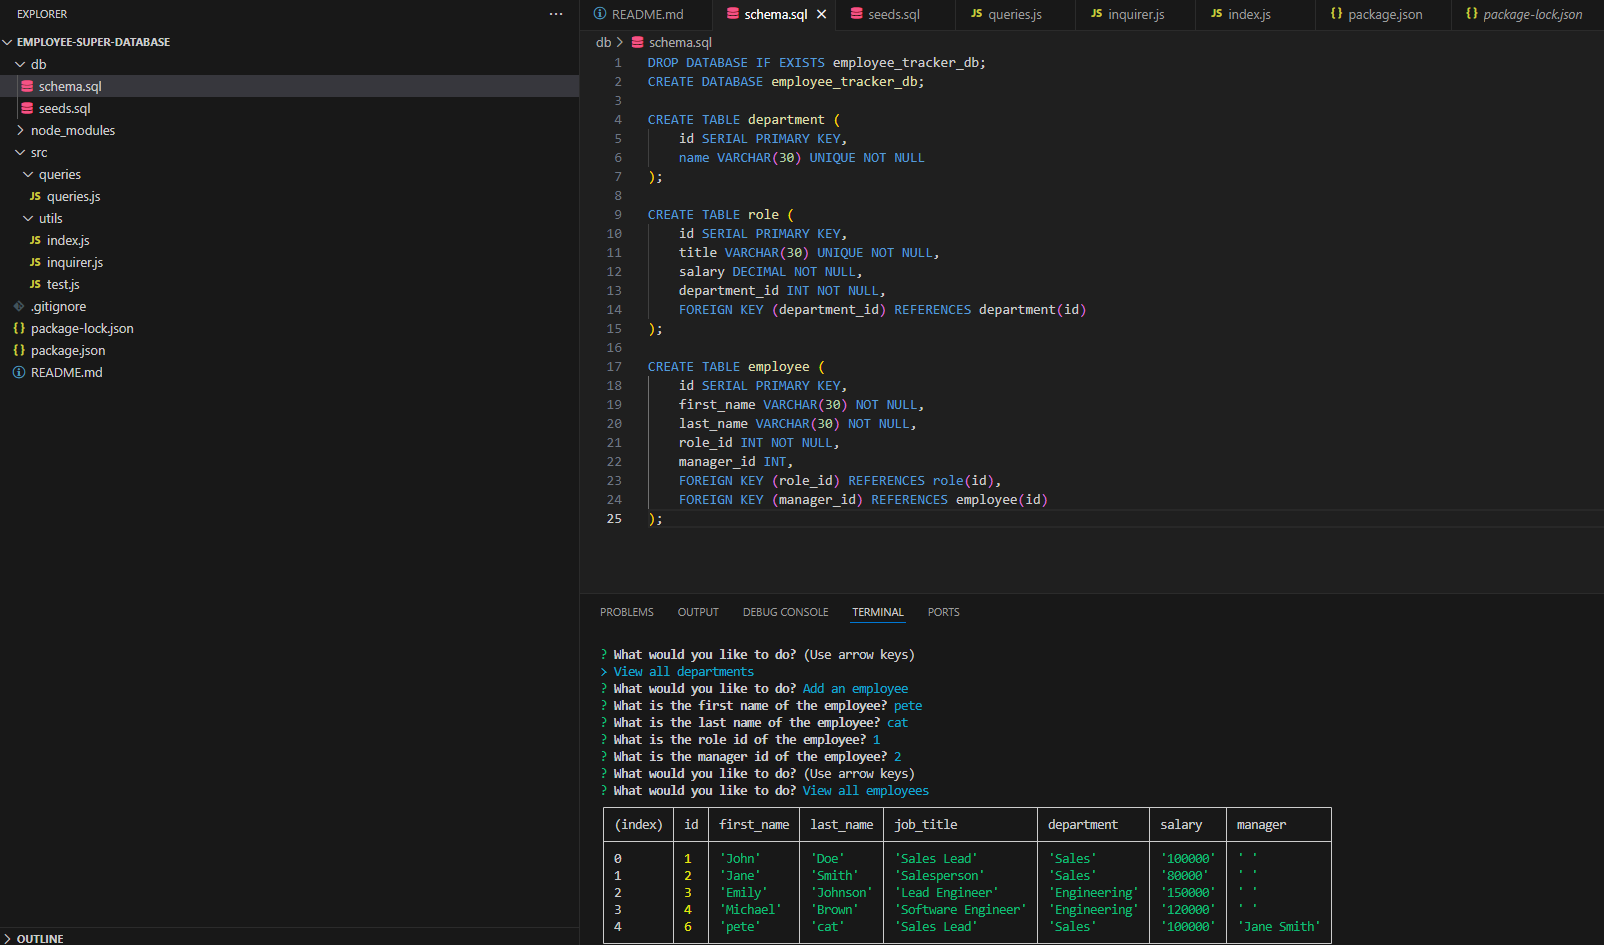 EXPLORER
EMPLOYEE-SUPER-DATABASE
db
schema.sql
seeds.sql
node_modules
src
queries
JS queries.js
utils
JS index.js
JS inquirer.js
JS test.js
.gitignore
{} package-lock.json
{} package.json
README.md
OUTLINE
README.md
schema.sql
seeds.sql
JS queries.js
JS inquirer.js
JS index.js
{} package.json
{} package-lock.json
db > schema.sql
1 DROP DATABASE IF EXISTS employee_tracker_db;
2 CREATE DATABASE employee_tracker_db;
3
4 CREATE TABLE department (
5 id SERIAL PRIMARY KEY,
6 name VARCHAR(30) UNIQUE NOT NULL
7 );
8
9 CREATE TABLE role (
10 id SERIAL PRIMARY KEY,
11 title VARCHAR(30) UNIQUE NOT NULL,
12 salary DECIMAL NOT NULL,
13 department_id INT NOT NULL,
14 FOREIGN KEY (department_id) REFERENCES department(id)
15 );
16
17 CREATE TABLE employee (
18 id SERIAL PRIMARY KEY,
19 first_name VARCHAR(30) NOT NULL,
20 last_name VARCHAR(30) NOT NULL,
21 role_id INT NOT NULL,
22 manager_id INT,
23 FOREIGN KEY (role_id) REFERENCES role(id),
24 FOREIGN KEY (manager_id) REFERENCES employee(id)
25 );
PROBLEMS OUTPUT DEBUG CONSOLE TERMINAL PORTS
? What would you like to do? (Use arrow keys)
> View all departments
? What would you like to do? Add an employee
? What is the first name of the employee? pete
? What is the last name of the employee? cat
? What is the role id of the employee? 1
? What is the manager id of the employee? 2
? What would you like to do? (Use arrow keys)
? What would you like to do? View all employees
(index) id first_name last_name job_title department salary manager
0 1 'John' 'Doe' 'Sales Lead' 'Sales' '100000' ' '
1 2 'Jane' 'Smith' 'Salesperson' 'Sales' '80000' ' '
2 3 'Emily' 'Johnson' 'Lead Engineer' 'Engineering' '150000' ' '
3 4 'Michael' 'Brown' 'Software Engineer' 'Engineering' '120000' ' '
4 6 'pete' 'cat' 'Sales Lead' 'Sales' '100000' 'Jane Smith'